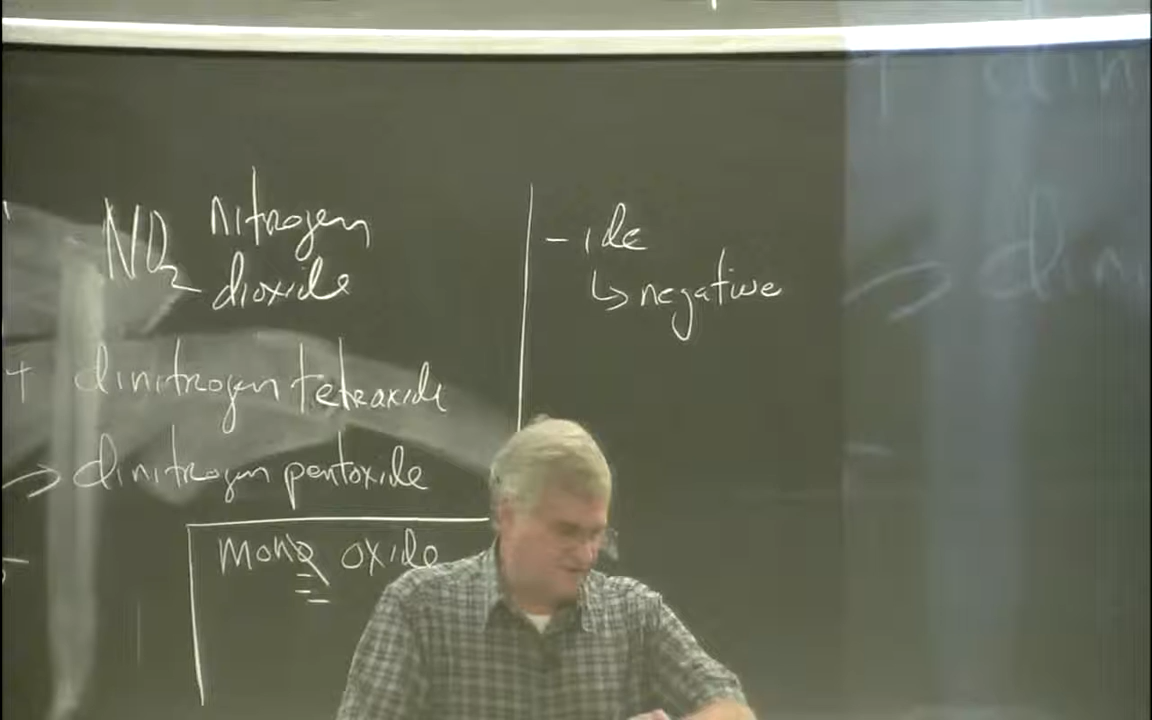 NO2 nitrogen
dioxide
dinitrogen tetraoxide
→ dinitrogen pentoxide
mono oxide
-ide
↳ negative